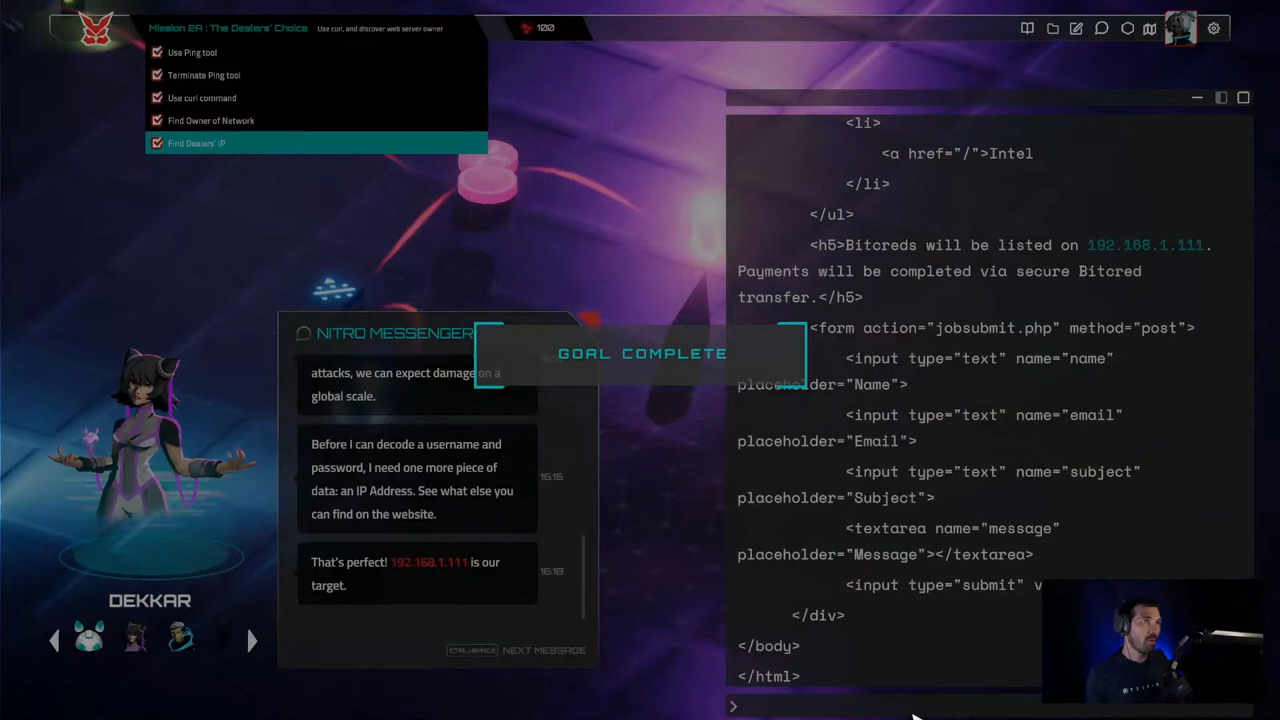 Mission 2A : The Dealers' Choice
Use curl, and discover web server owner
Use Ping tool
Terminate Ping tool
Use curl command
Find Owner of Network
Find Dealers' IP
100
<li>
<a href="/">Intel
</li>
</ul>
<h5>Bitcreds will be listed on 192.168.1.111.
Payments will be completed via secure Bitcred
transfer.</h5>
<form action="jobsubmit.php" method="post">
<input type="text" name="name"
placeholder="Name">
<input type="text" name="email"
placeholder="Email">
<input type="text" name="subject"
placeholder="Subject">
<textarea name="message"
placeholder="Message"></textarea>
<input type="submit" v
</div>
</body>
</html>
>
GOAL COMPLETE
NITRO MESSENGER
attacks, we can expect damage on a
global scale.
Before I can decode a username and
password, I need one more piece of
data: an IP Address. See what else you
can find on the website.
16:15
That's perfect! 192.168.1.111 is our
target.
16:18
CTRL+SPACE NEXT MESSAGE
DEKKAR